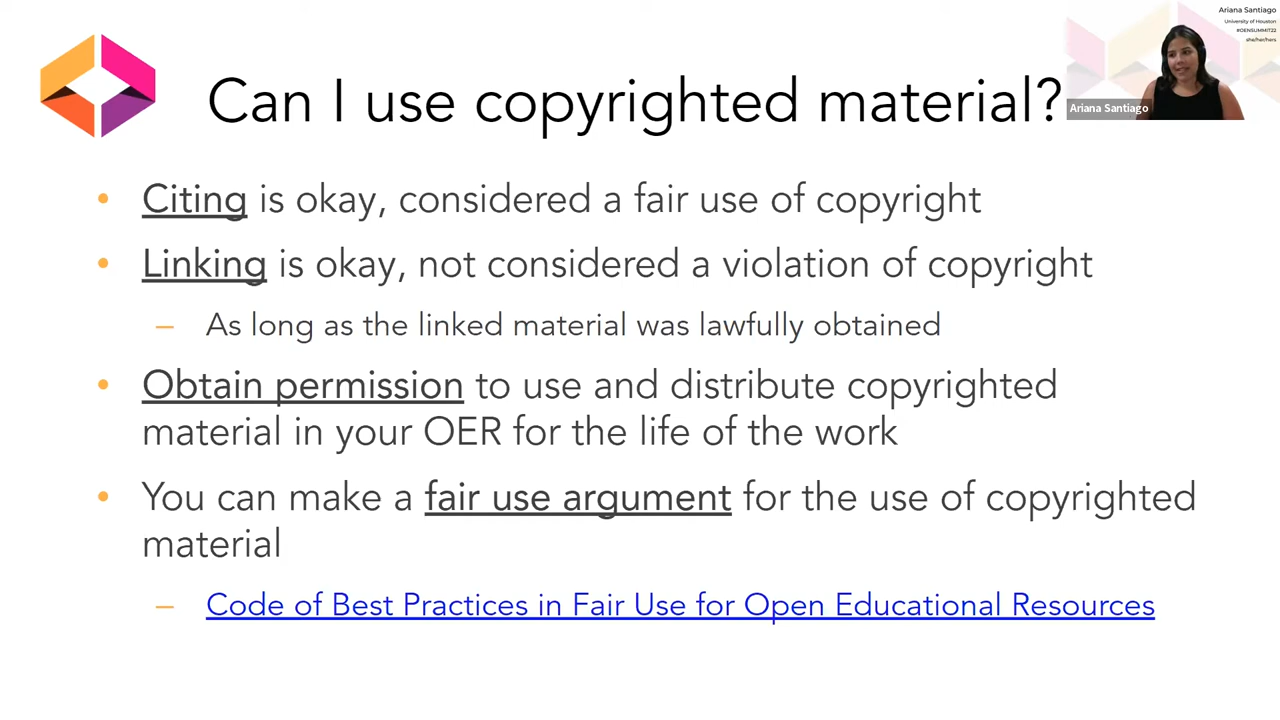 Ariana Santiago
University of Houston
#OENSUMMIT22
she/her/hers
Ariana Santiago
Can I use copyrighted material?
• Citing is okay, considered a fair use of copyright
• Linking is okay, not considered a violation of copyright
– As long as the linked material was lawfully obtained
• Obtain permission to use and distribute copyrighted
material in your OER for the life of the work
• You can make a fair use argument for the use of copyrighted
material
– Code of Best Practices in Fair Use for Open Educational Resources